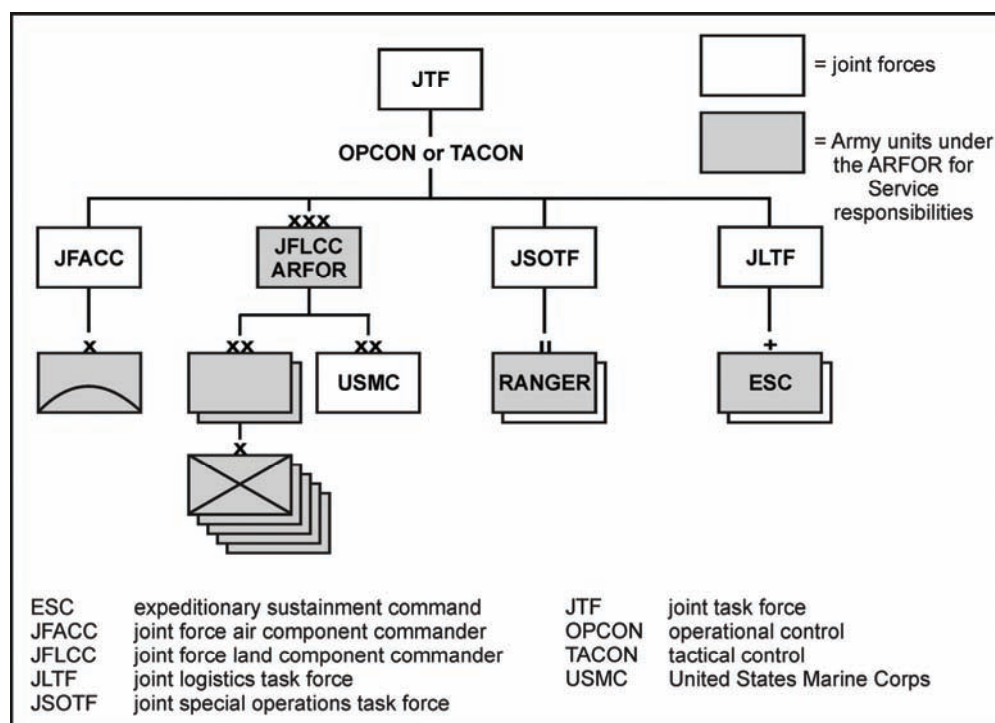 JTF
= joint forces
OPCON or TACON
= Army units under
the ARFOR for
Service
responsibilities
xxx
JFACC
JFLCC
ARFOR
JSOTF
JLTF
x
xx
xx
II
+
USMC
RANGER
ESC
x
ESC expeditionary sustainment command
JFACC joint force air component commander
JFLCC joint force land component commander
JLTF joint logistics task force
JSOTF joint special operations task force
JTF joint task force
OPCON operational control
TACON tactical control
USMC United States Marine Corps